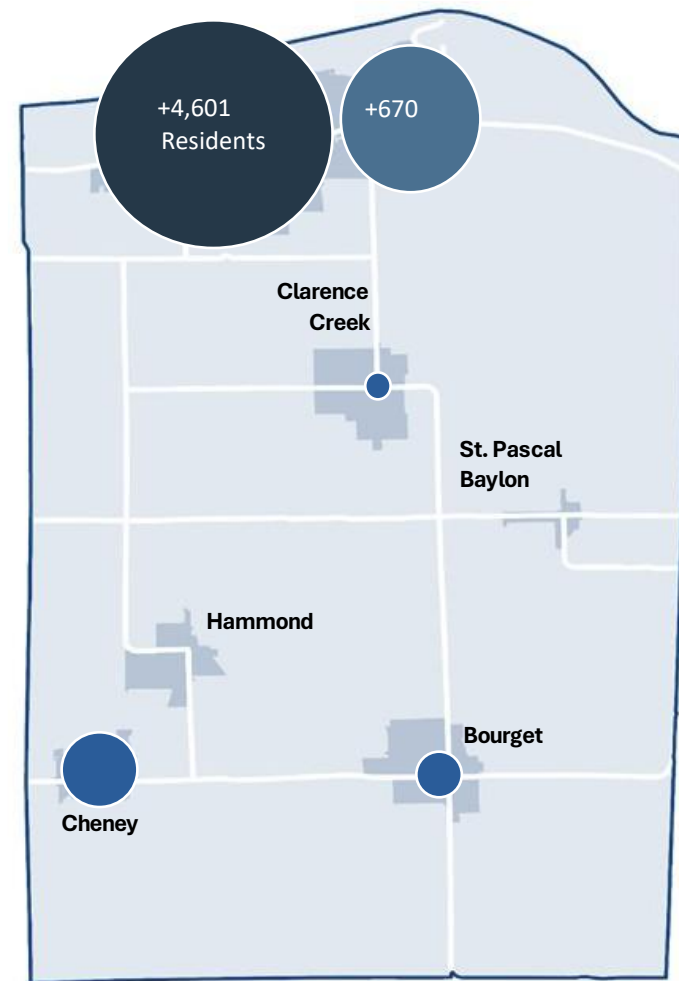 +4,601
Residents
+670
Clarence
Creek
St. Pascal
Baylon
Hammond
Bourget
Cheney